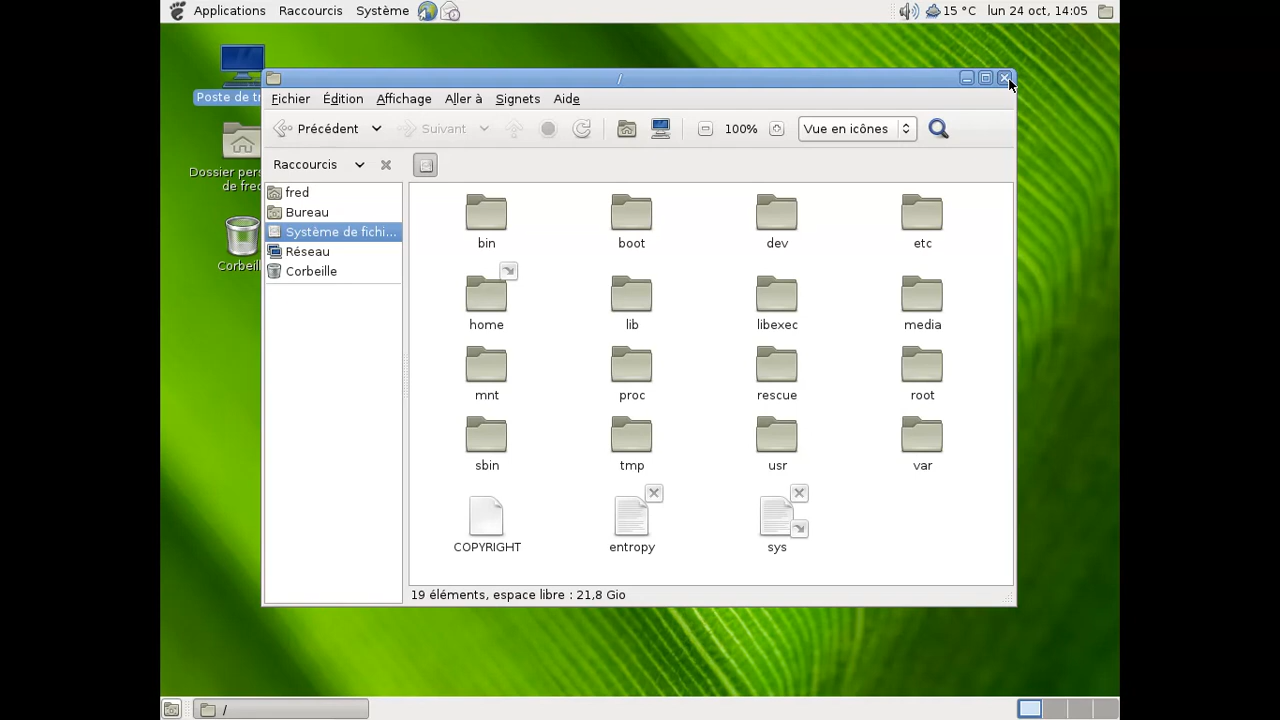 Applications Raccourcis Système 15 °C lun 24 oct, 14:05
Poste de tr
Dossier pers
de fred
Corbeil
/
Fichier Édition Affichage Aller à Signets Aide
Précédent Suivant 100% Vue en icônes
Raccourcis
fred
Bureau
Système de fichi...
Réseau
Corbeille
bin boot dev etc
home lib libexec media
mnt proc rescue root
sbin tmp usr var
COPYRIGHT entropy sys
19 éléments, espace libre : 21,8 Gio
/